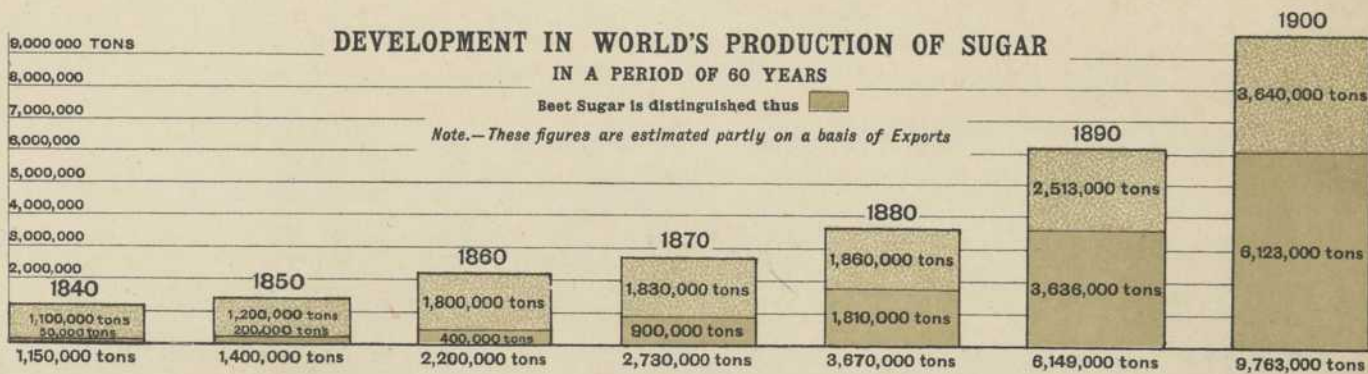 DEVELOPMENT IN WORLD'S PRODUCTION OF SUGAR
IN A PERIOD OF 60 YEARS
Beet Sugar is distinguished thus
Note.—These figures are estimated partly on a basis of Exports
9,000 000 TONS
8,000,000
7,000,000
6,000,000
5,000,000
4,000,000
3,000,000
2,000,000
1840
1,100,000 tons
50,000 tons
1,150,000 tons
1850
1,200,000 tons
200,000 tons
1,400,000 tons
1860
1,800,000 tons
400,000 tons
2,200,000 tons
1870
1,830,000 tons
900,000 tons
2,730,000 tons
1880
1,860,000 tons
1,810,000 tons
3,670,000 tons
1890
2,513,000 tons
3,636,000 tons
6,149,000 tons
1900
3,640,000 tons
6,123,000 tons
9,763,000 tons